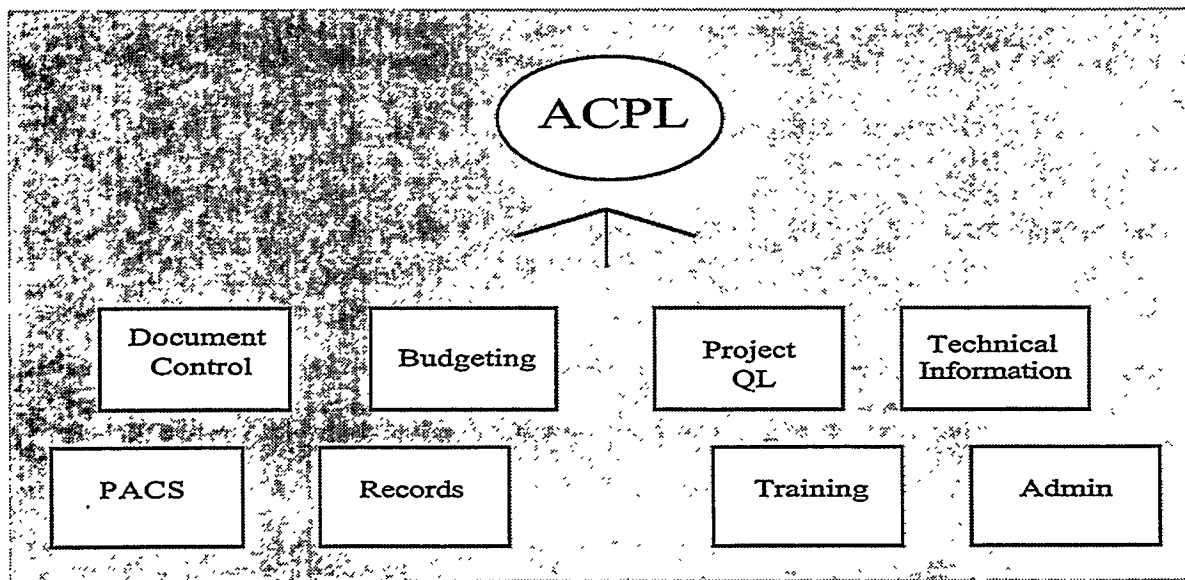 ACPL
Document
Control
Budgeting
Project
QL
Technical
Information
PACS
Records
Training
Admin